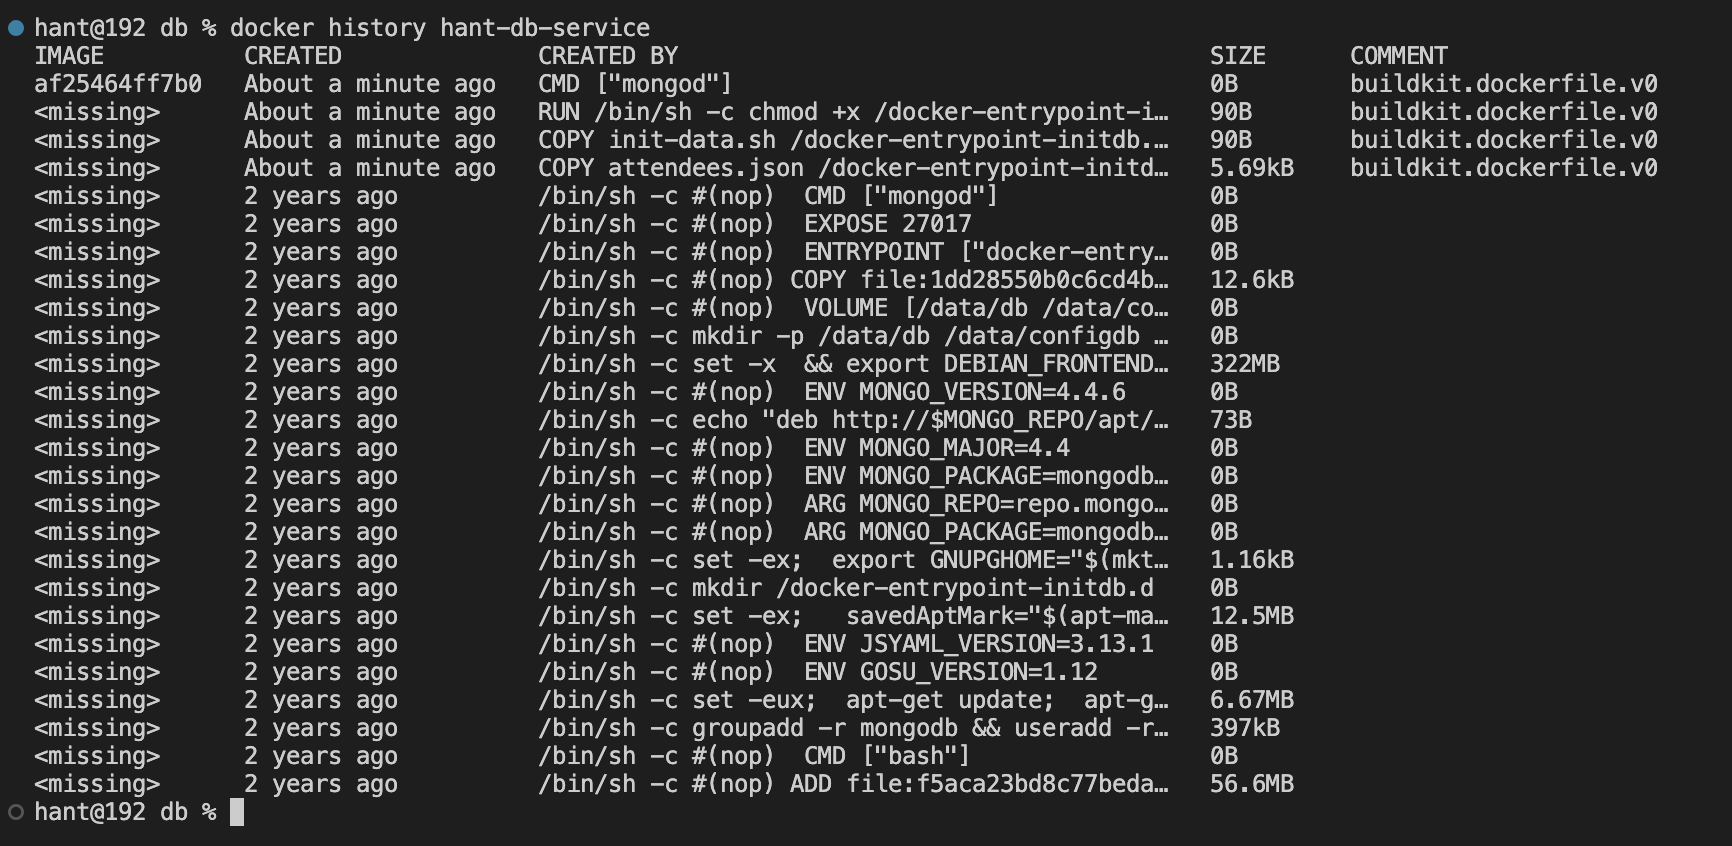 hant@192 db % docker history hant-db-service
IMAGE CREATED CREATED BY SIZE COMMENT
af25464ff7b0 About a minute ago CMD ["mongod"] 0B buildkit.dockerfile.v0
<missing> About a minute ago RUN /bin/sh -c chmod +x /docker-entrypoint-i… 90B buildkit.dockerfile.v0
<missing> About a minute ago COPY init-data.sh /docker-entrypoint-initdb.… 90B buildkit.dockerfile.v0
<missing> About a minute ago COPY attendees.json /docker-entrypoint-initd… 5.69kB buildkit.dockerfile.v0
<missing> 2 years ago /bin/sh -c #(nop)  CMD ["mongod"] 0B
<missing> 2 years ago /bin/sh -c #(nop)  EXPOSE 27017 0B
<missing> 2 years ago /bin/sh -c #(nop)  ENTRYPOINT ["docker-entry… 0B
<missing> 2 years ago /bin/sh -c #(nop) COPY file:1dd28550b0c6cd4b… 12.6kB
<missing> 2 years ago /bin/sh -c #(nop)  VOLUME [/data/db /data/co… 0B
<missing> 2 years ago /bin/sh -c mkdir -p /data/db /data/configdb … 0B
<missing> 2 years ago /bin/sh -c set -x  && export DEBIAN_FRONTEND… 322MB
<missing> 2 years ago /bin/sh -c #(nop)  ENV MONGO_VERSION=4.4.6 0B
<missing> 2 years ago /bin/sh -c echo "deb http://$MONGO_REPO/apt/… 73B
<missing> 2 years ago /bin/sh -c #(nop)  ENV MONGO_MAJOR=4.4 0B
<missing> 2 years ago /bin/sh -c #(nop)  ENV MONGO_PACKAGE=mongodb… 0B
<missing> 2 years ago /bin/sh -c #(nop)  ARG MONGO_REPO=repo.mongo… 0B
<missing> 2 years ago /bin/sh -c #(nop)  ARG MONGO_PACKAGE=mongodb… 0B
<missing> 2 years ago /bin/sh -c set -ex;  export GNUPGHOME="$(mkt… 1.16kB
<missing> 2 years ago /bin/sh -c mkdir /docker-entrypoint-initdb.d 0B
<missing> 2 years ago /bin/sh -c set -ex;   savedAptMark="$(apt-ma… 12.5MB
<missing> 2 years ago /bin/sh -c #(nop)  ENV JSYAML_VERSION=3.13.1 0B
<missing> 2 years ago /bin/sh -c #(nop)  ENV GOSU_VERSION=1.12 0B
<missing> 2 years ago /bin/sh -c set -eux;  apt-get update;  apt-g… 6.67MB
<missing> 2 years ago /bin/sh -c groupadd -r mongodb && useradd -r… 397kB
<missing> 2 years ago /bin/sh -c #(nop)  CMD ["bash"] 0B
<missing> 2 years ago /bin/sh -c #(nop) ADD file:f5aca23bd8c77beda… 56.6MB
hant@192 db %